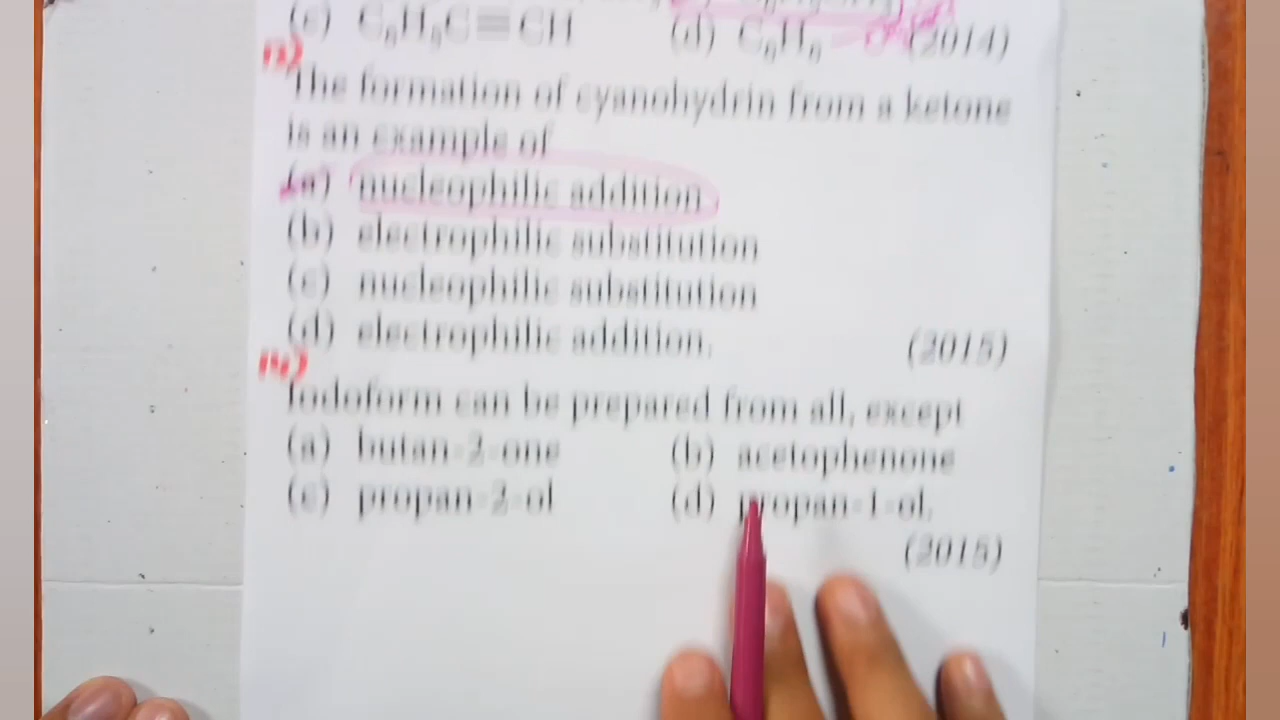 (c) C₆H₅C≡CH (d) C₆H₆ (2014)
13)
The formation of cyanohydrin from a ketone
is an example of
(a) nucleophilic addition
(b) electrophilic substitution
(c) nucleophilic substitution
(d) electrophilic addition. (2015)
14)
Iodoform can be prepared from all, except
(a) butan-2-one (b) acetophenone
(c) propan-2-ol (d) propan-1-ol.
(2015)